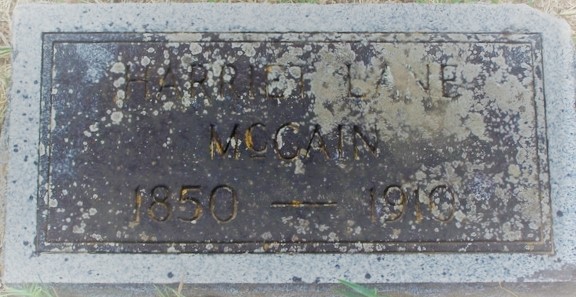 HARRIET LANE
McCAIN
1850 — 1910